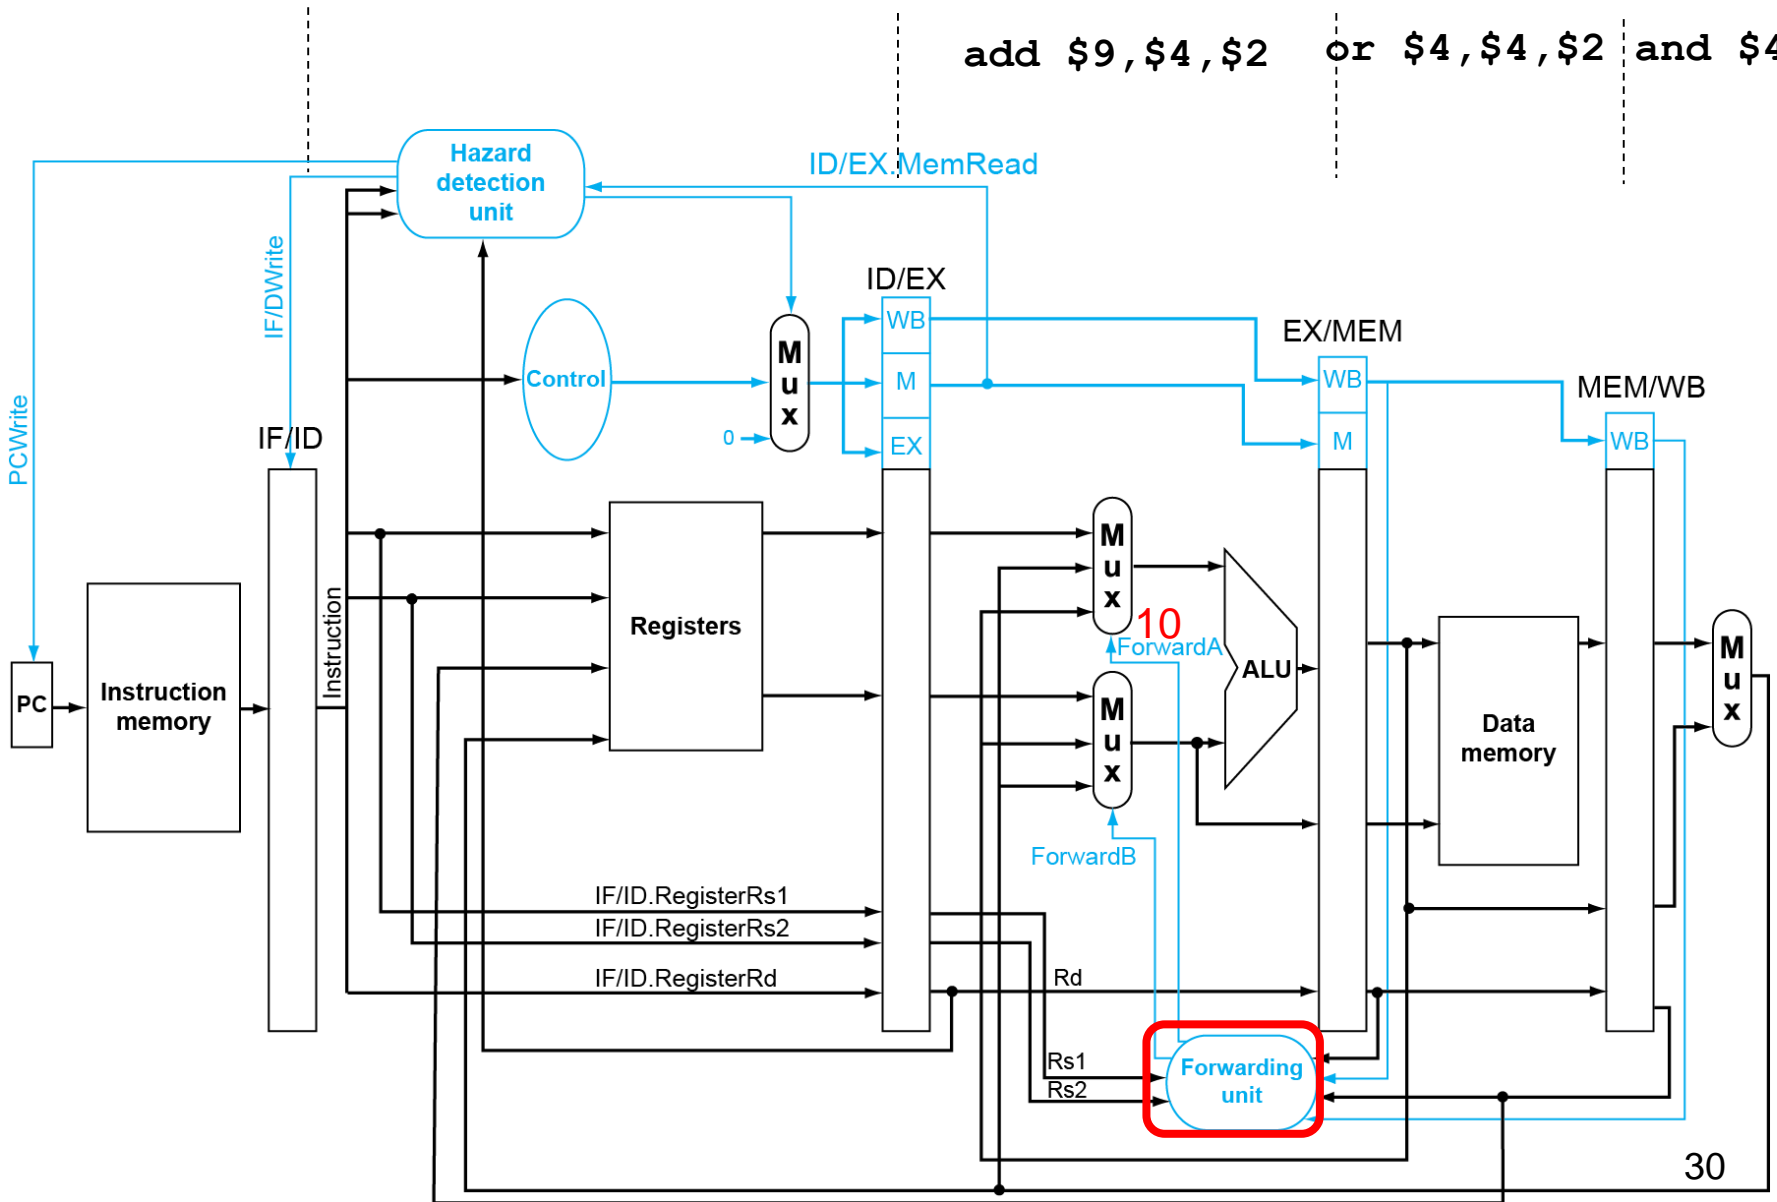 add $9,$4,$2
or $4,$4,$2
and $4
Hazard
detection
unit
ID/EX.MemRead
IF/DWrite
PCWrite
IF/ID
Control
0
M
u
x
ID/EX
WB
M
EX
EX/MEM
WB
M
MEM/WB
WB
PC
Instruction
memory
Instruction
Registers
M
u
x
10
ForwardA
M
u
x
ForwardB
ALU
Data
memory
M
u
x
IF/ID.RegisterRs1
IF/ID.RegisterRs2
IF/ID.RegisterRd
Rd
Rs1
Rs2
Forwarding
unit
30